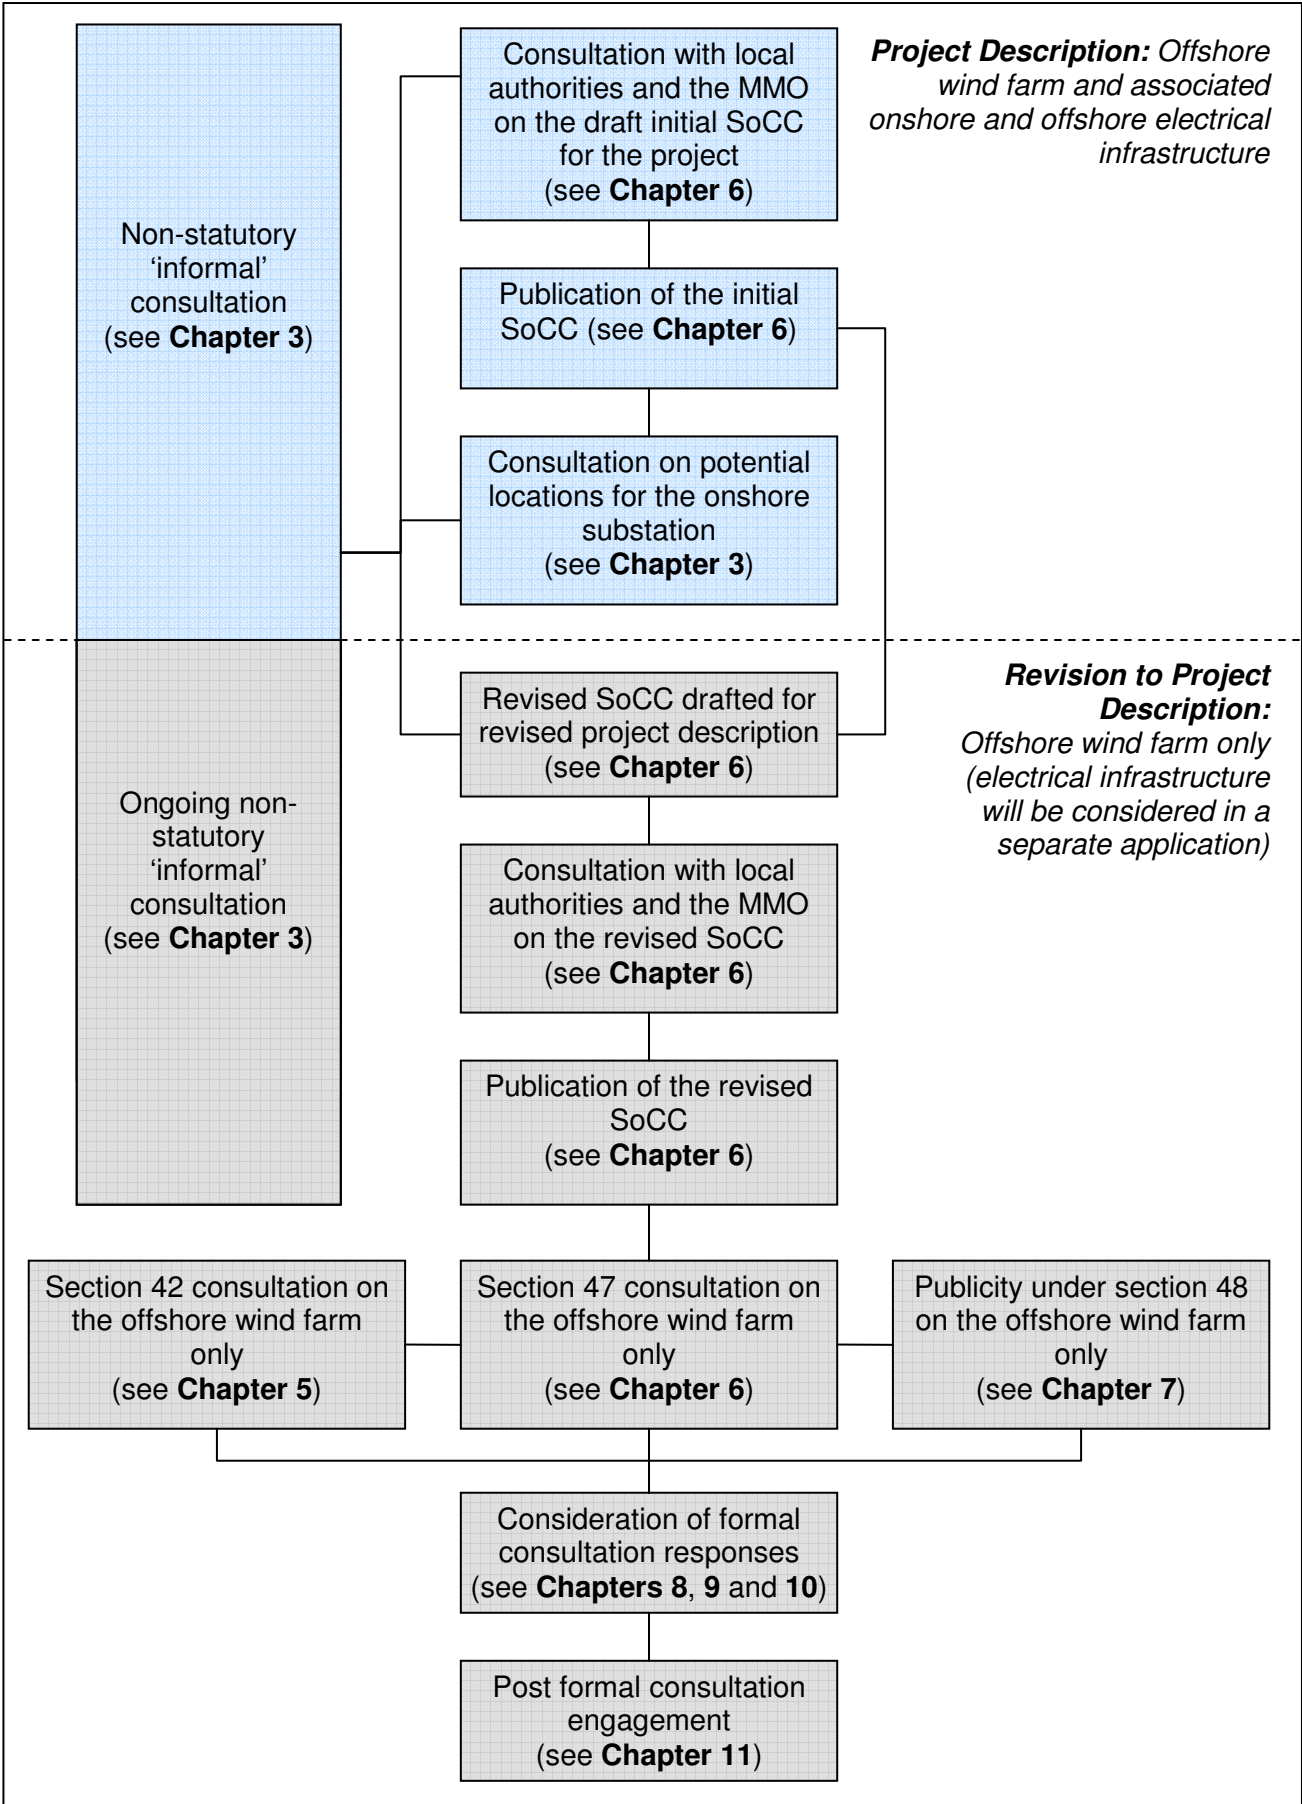 Consultation with local
authorities and the MMO
on the draft initial SoCC
for the project
(see Chapter 6)
Project Description: Offshore
wind farm and associated
onshore and offshore electrical
infrastructure
Non-statutory
‘informal’
consultation
(see Chapter 3)
Publication of the initial
SoCC (see Chapter 6)
Consultation on potential
locations for the onshore
substation
(see Chapter 3)
Revised SoCC drafted for
revised project description
(see Chapter 6)
Revision to Project
Description:
Offshore wind farm only
(electrical infrastructure
will be considered in a
separate application)
Ongoing non-
statutory
‘informal’
consultation
(see Chapter 3)
Consultation with local
authorities and the MMO
on the revised SoCC
(see Chapter 6)
Publication of the revised
SoCC
(see Chapter 6)
Section 42 consultation on
the offshore wind farm
only
(see Chapter 5)
Section 47 consultation on
the offshore wind farm
only
(see Chapter 6)
Publicity under section 48
on the offshore wind farm
only
(see Chapter 7)
Consideration of formal
consultation responses
(see Chapters 8, 9 and 10)
Post formal consultation
engagement
(see Chapter 11)